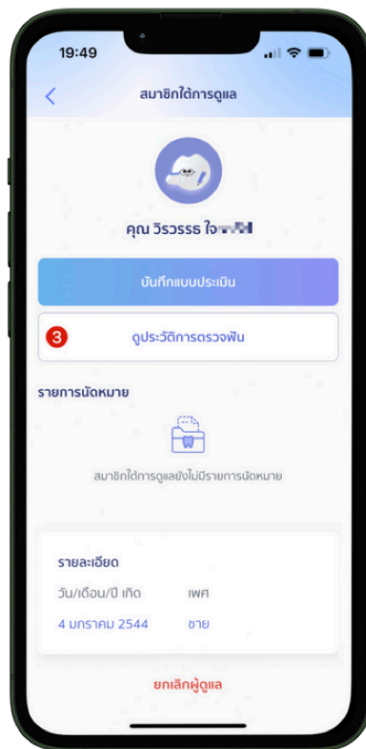 19:49
สมาชิกใต้การดูแล
คุณ วิรวรรธ ใจ
บันทึกแบบประเมิน
3 ดูประวัติการตรวจฟัน
รายการนัดหมาย
สมาชิกใต้การดูแลยังไม่มีรายการนัดหมาย
รายละเอียด
วัน/เดือน/ปี เกิด เพศ
4 มกราคม 2544 ชาย
ยกเลิกผู้ดูแล